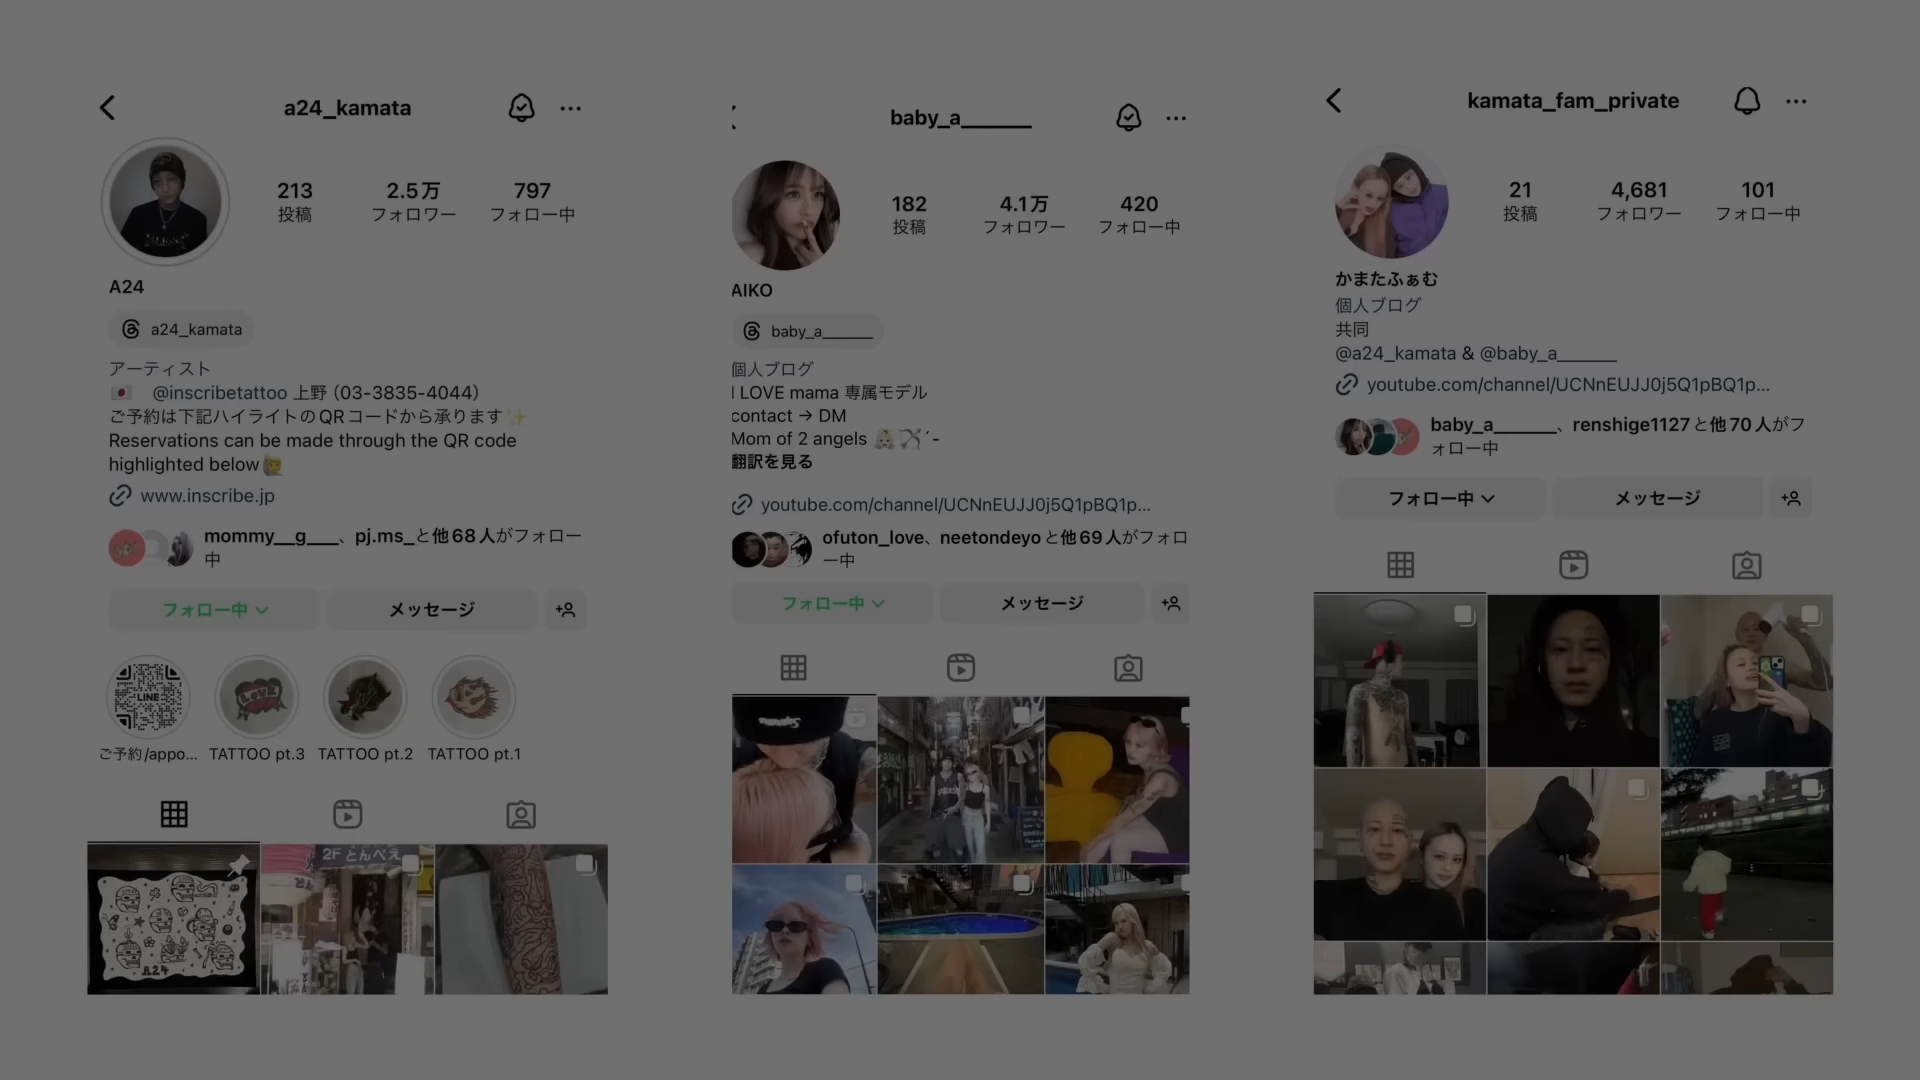 a24_kamata
213
2.5万
797
投稿
フォロワー
フォロー中
A24
a24_kamata
アーティスト
🇯🇵 @inscribetattoo 上野 (03-3835-4044)
ご予約は下記ハイライトのQRコードから承ります✨
Reservations can be made through the QR code
highlighted below
www.inscribe.jp
mommy__g___、pj.ms_と他68人がフォロー
中
フォロー中
メッセージ
LINE
LOVE
ご予約/appo...
TATTOO pt.3
TATTOO pt.2
TATTOO pt.1
A24
2F とんぺえ
baby_a______
182
4.1万
420
投稿
フォロワー
フォロー中
AIKO
baby_a______
個人ブログ
I LOVE mama 専属モデル
contact → DM
Mom of 2 angels 👼🏹´-
翻訳を見る
youtube.com/channel/UCNnEUJJ0j5Q1pBQ1p...
ofuton_love、neetondeyoと他69人がフォロ
ー中
フォロー中
メッセージ
kamata_fam_private
21
4,681
101
投稿
フォロワー
フォロー中
かまたふぁむ
個人ブログ
共同
@a24_kamata & @baby_a______
youtube.com/channel/UCNnEUJJ0j5Q1pBQ1p...
baby_a______、renshige1127と他70人がフ
ォロー中
フォロー中
メッセージ